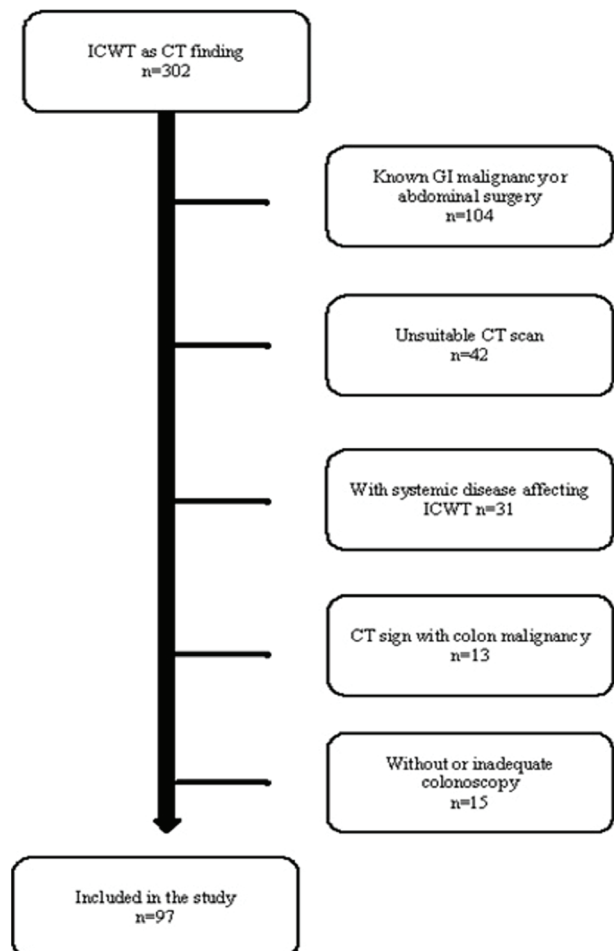 ICWT as CT finding
n=302
Known GI malignancy or
abdominal surgery
n=104
Unsuitable CT scan
n=42
With systemic disease affecting
ICWT n=31
CT sign with colon malignancy
n=13
Without or inadequate
colonoscopy
n=15
Included in the study
n=97